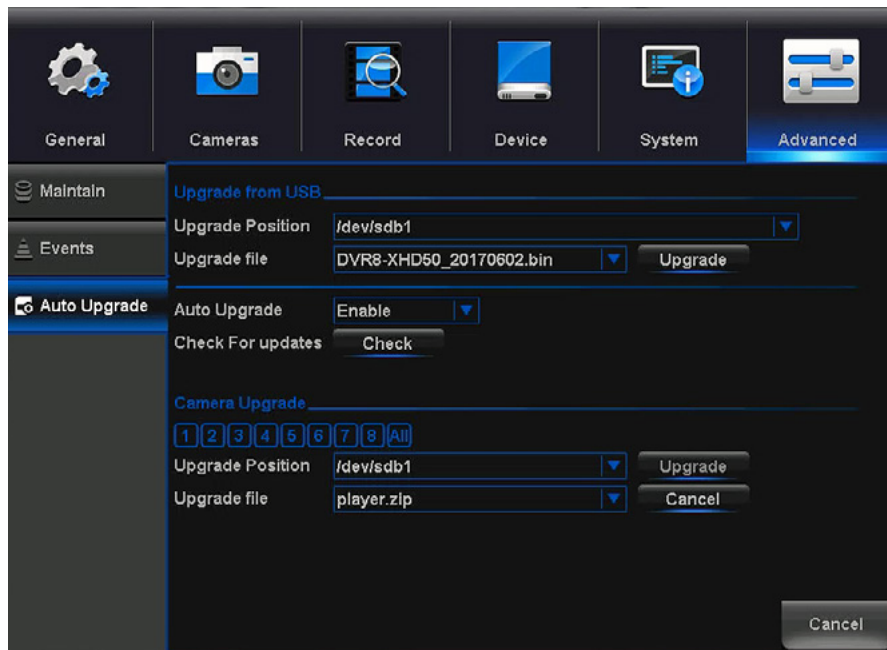 General Cameras Record Device System Advanced
Maintain
Events
Auto Upgrade
Upgrade from USB
Upgrade Position /dev/sdb1
Upgrade file DVR8-XHD50_20170602.bin Upgrade
Auto Upgrade Enable
Check For updates Check
Camera Upgrade
1 2 3 4 5 6 7 8 All
Upgrade Position /dev/sdb1 Upgrade
Upgrade file player.zip Cancel
Cancel